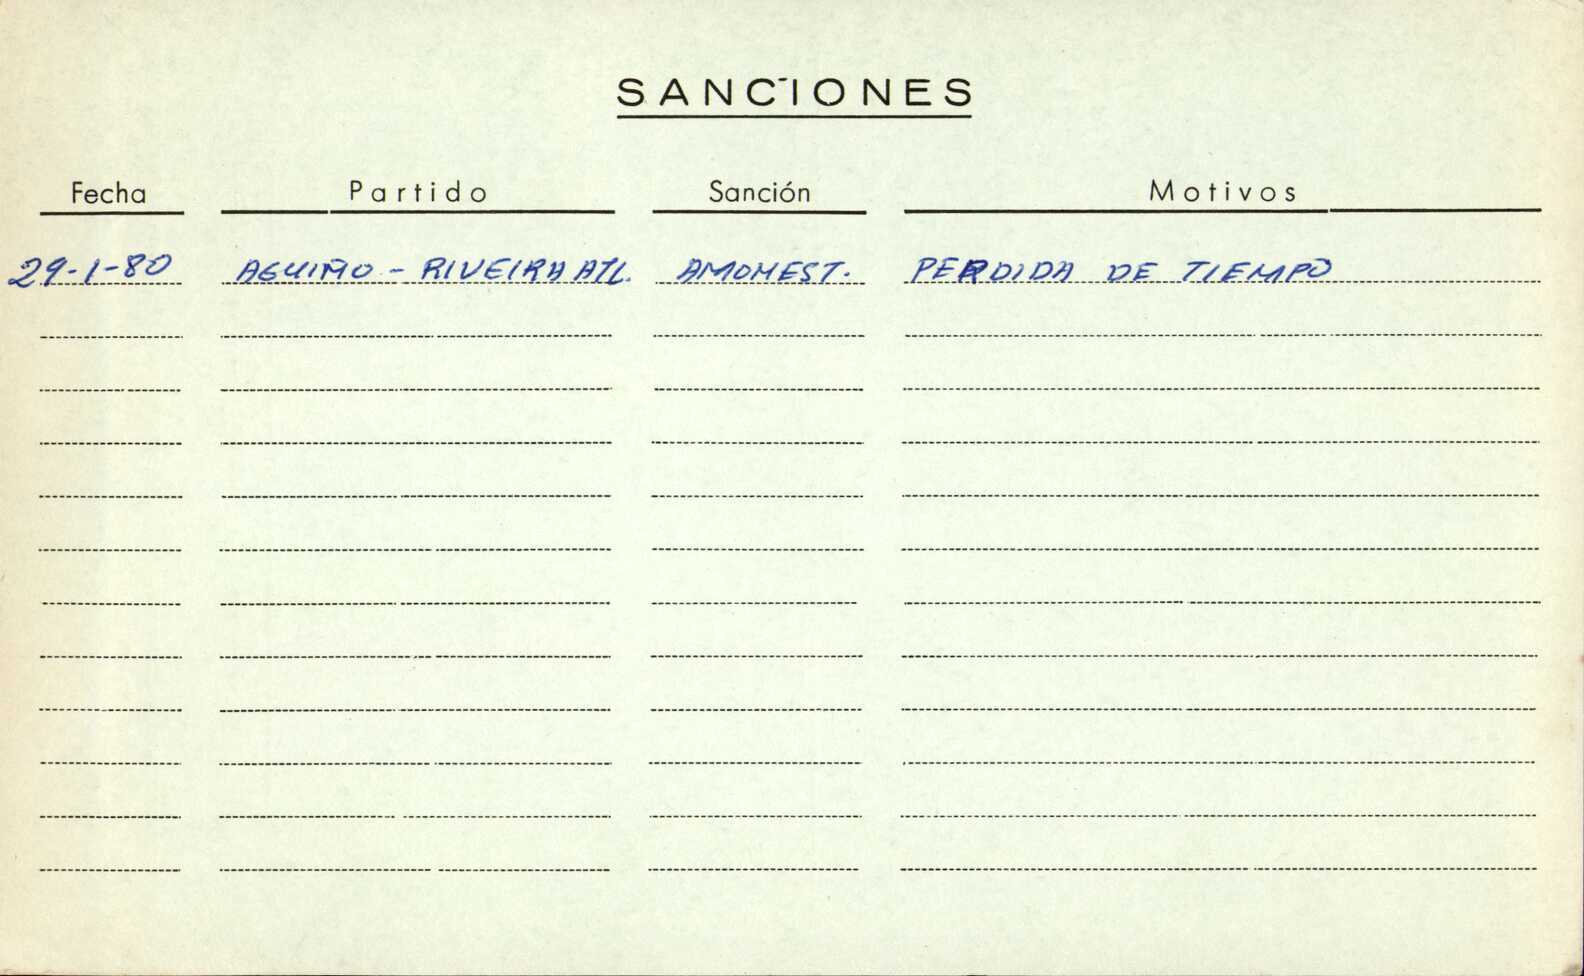 SANCIONES
Fecha Partido Sanción Motivos
29-1-80 AGUIÑO - RIVEIRA ATL. AMONEST. PERDIDA DE TIEMPO